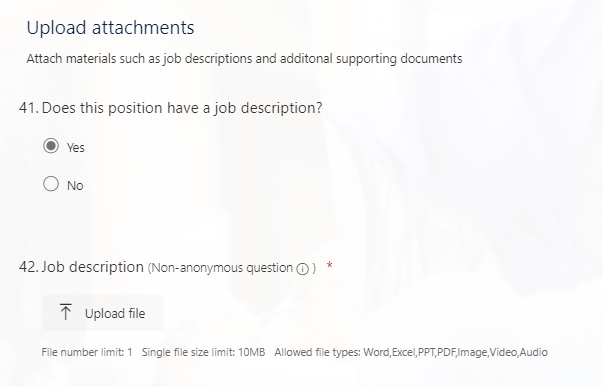 Upload attachments
Attach materials such as job descriptions and additonal supporting documents
41. Does this position have a job description?
Yes
No
42. Job description (Non-anonymous question ⓘ) *
Upload file
File number limit: 1 Single file size limit: 10MB Allowed file types: Word,Excel,PPT,PDF,Image,Video,Audio